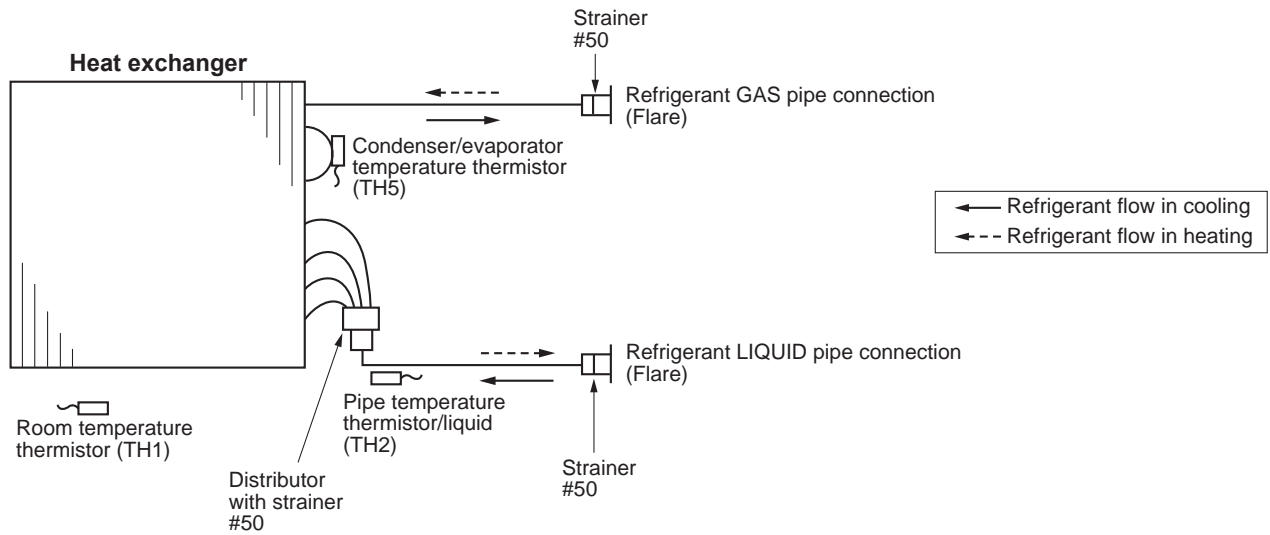 Strainer
#50
Heat exchanger
Refrigerant GAS pipe connection
(Flare)
Condenser/evaporator
temperature thermistor
(TH5)
Refrigerant flow in cooling
Refrigerant flow in heating
Refrigerant LIQUID pipe connection
(Flare)
Pipe temperature
thermistor/liquid
(TH2)
Room temperature
thermistor (TH1)
Strainer
#50
Distributor
with strainer
#50